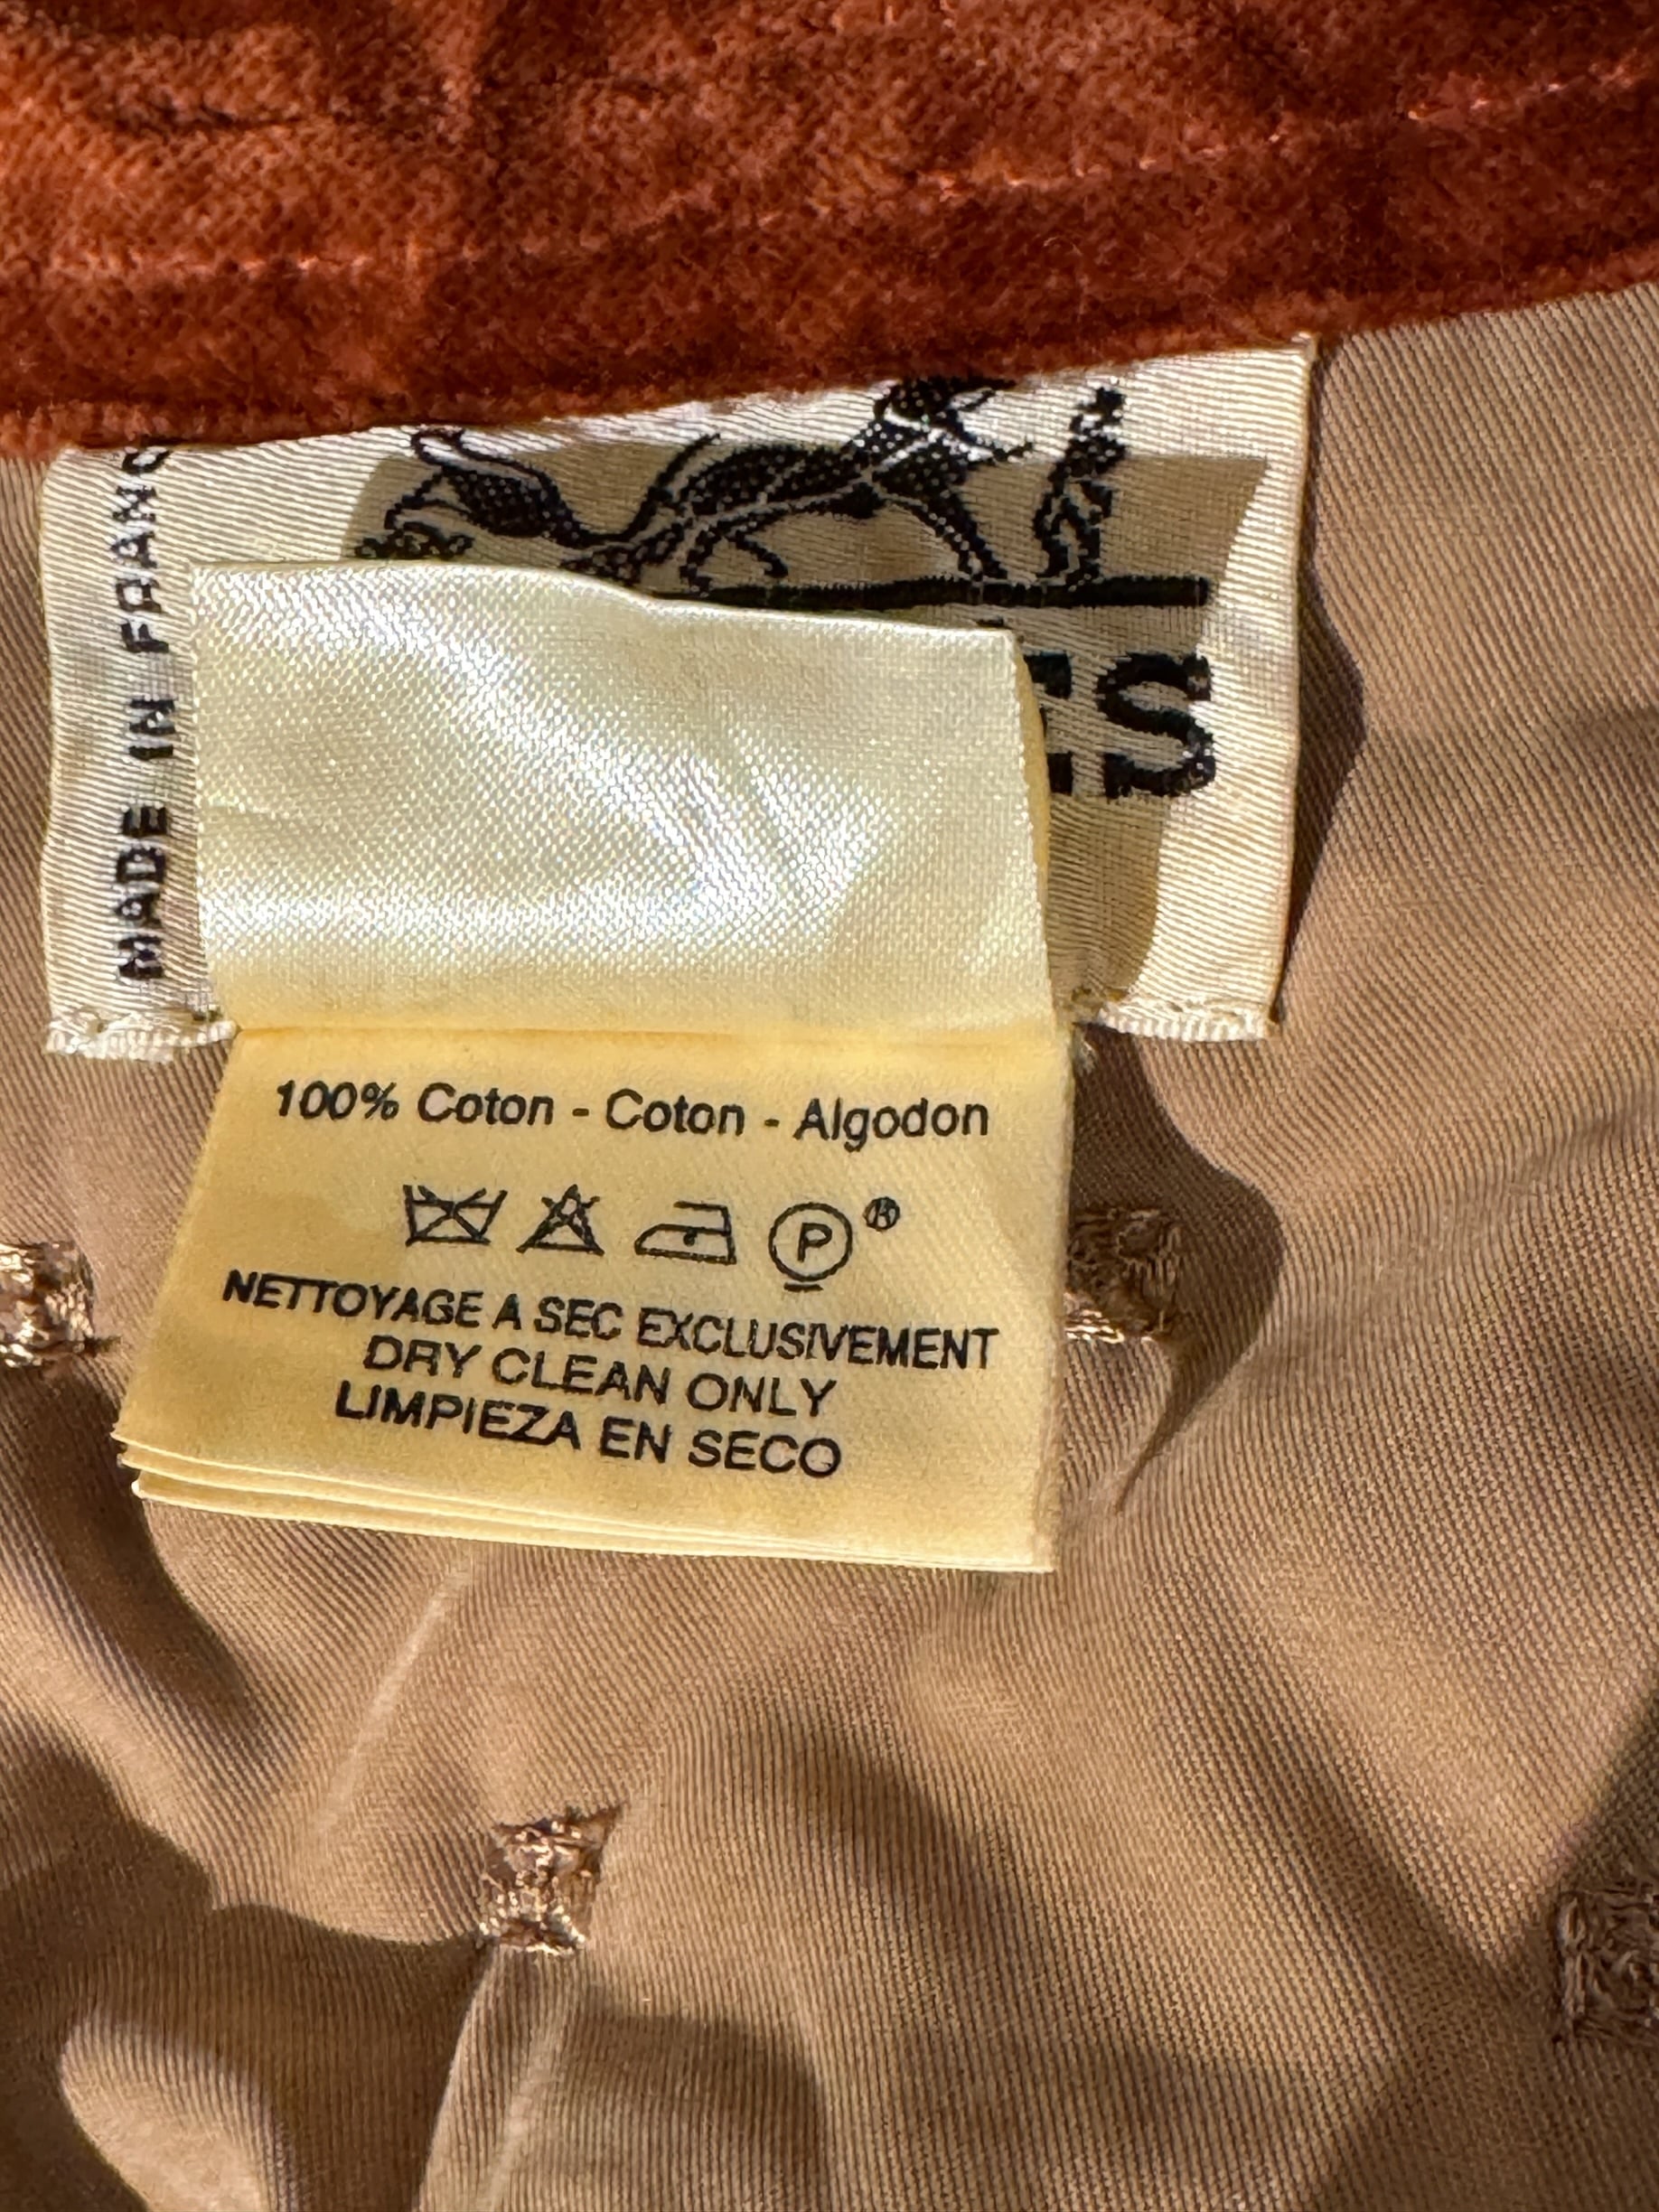 MADE IN FRANC
ES
100% Coton - Coton - Algodon
P ®
NETTOYAGE A SEC EXCLUSIVEMENT
DRY CLEAN ONLY
LIMPIEZA EN SECO